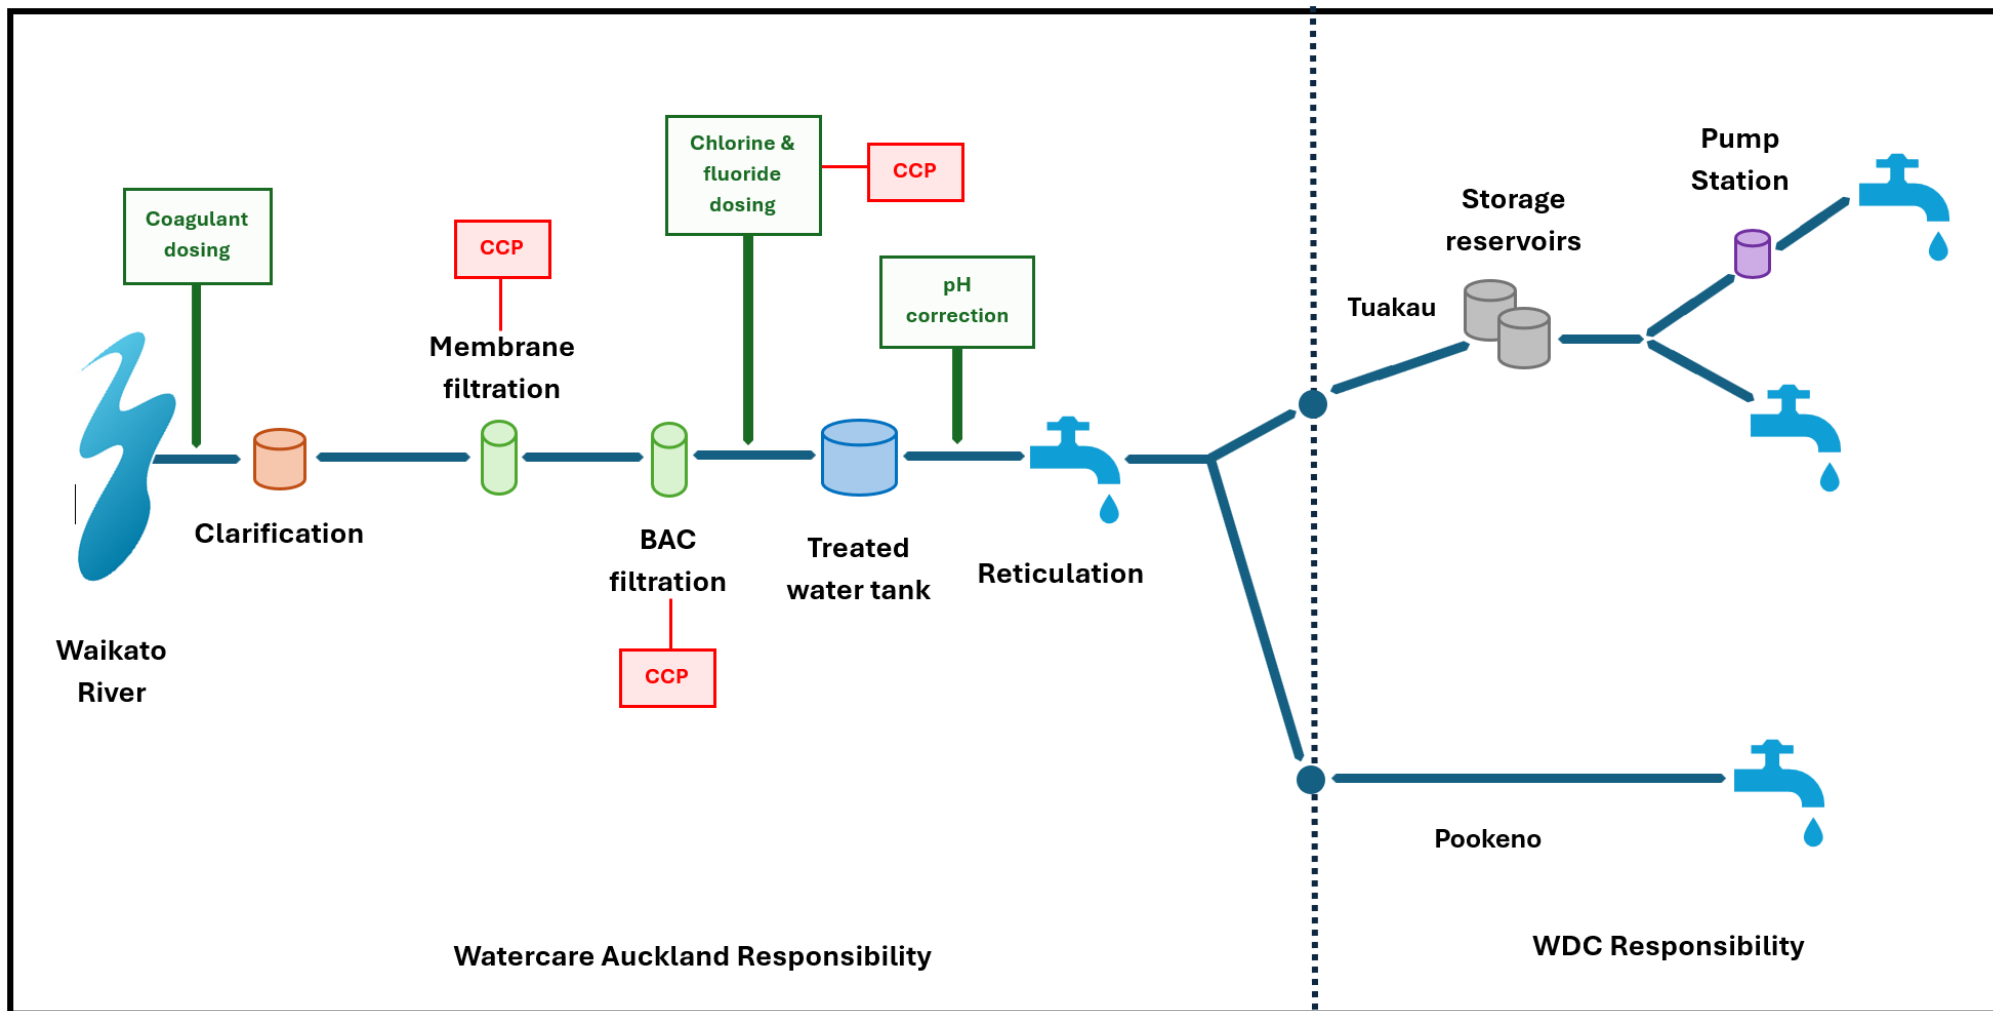 Coagulant
dosing
CCP
Membrane
filtration
Chlorine &
fluoride
dosing
CCP
pH
correction
Waikato
River
Clarification
BAC
filtration
CCP
Treated
water tank
Reticulation
Tuakau
Storage
reservoirs
Pump
Station
Pookeno
Watercare Auckland Responsibility
WDC Responsibility